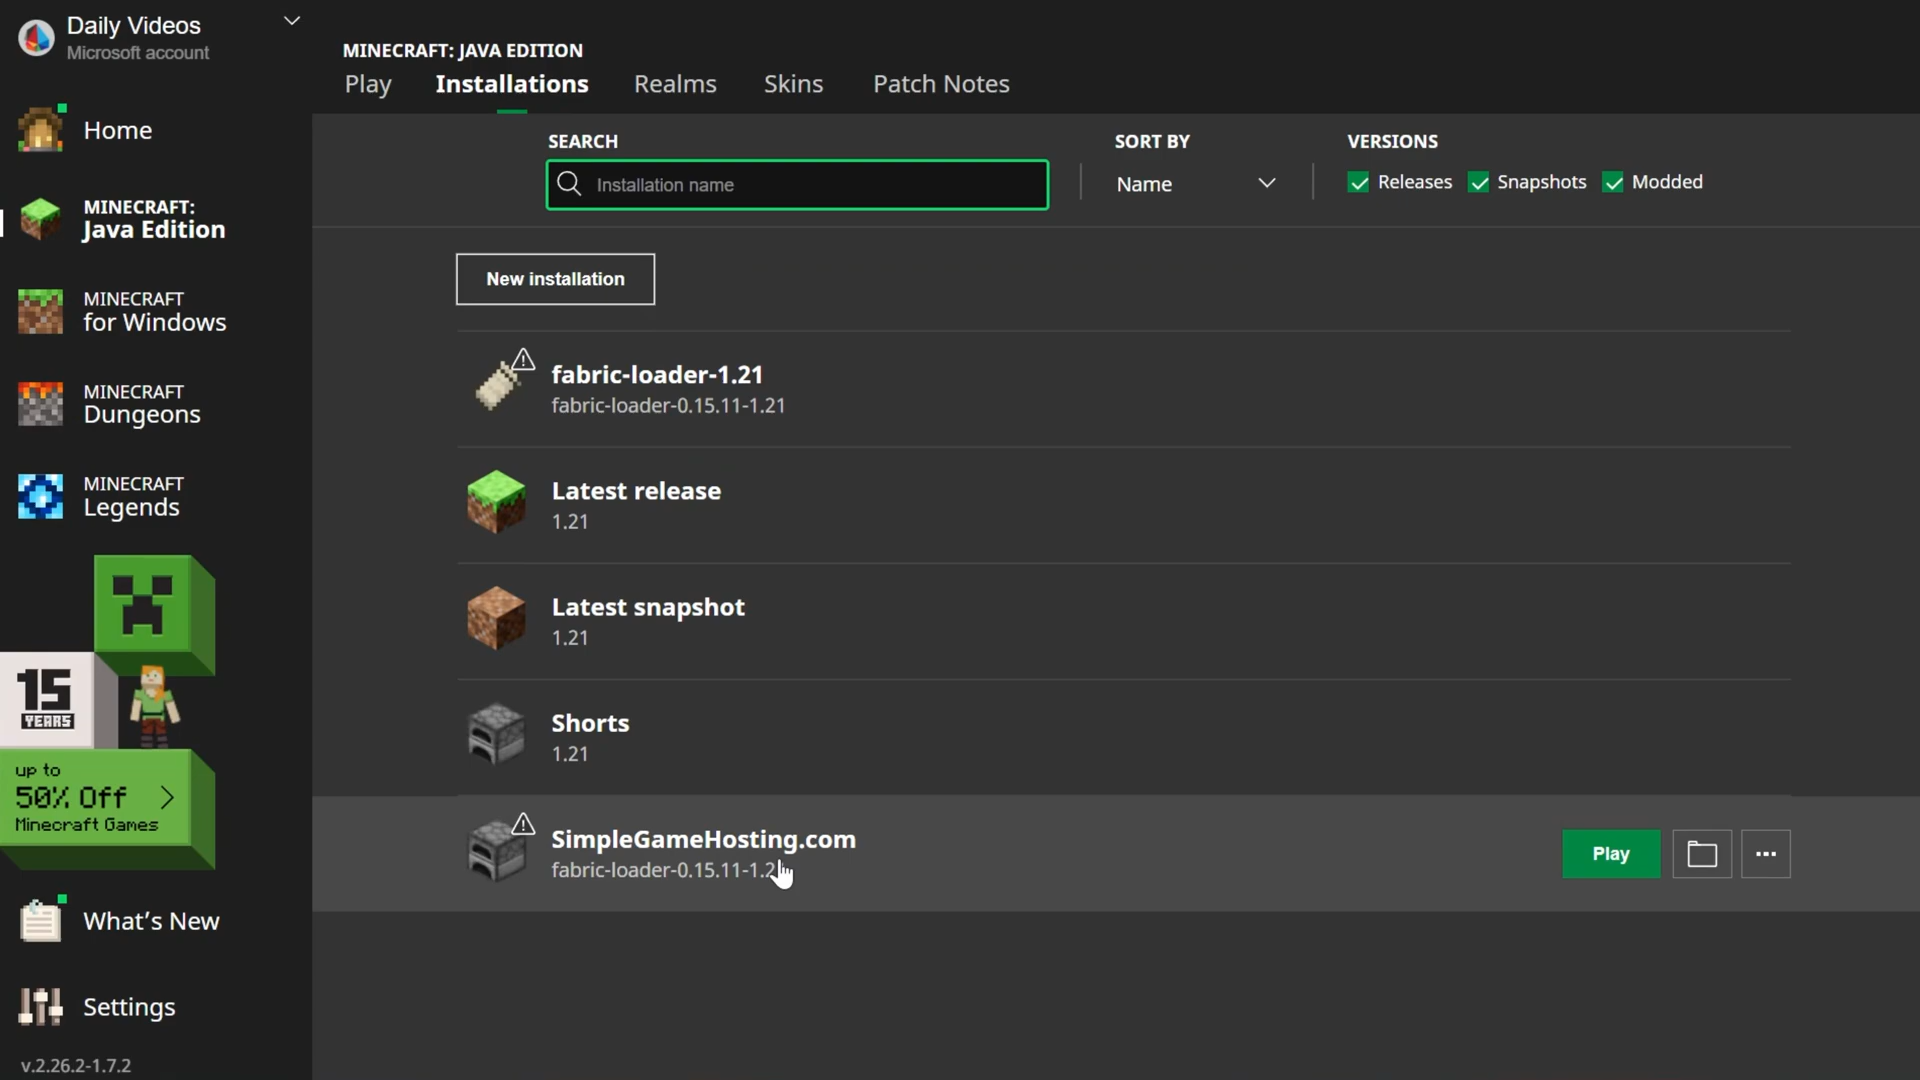 Daily Videos
Microsoft account
Home
MINECRAFT:
Java Edition
MINECRAFT
for Windows
MINECRAFT
Dungeons
MINECRAFT
Legends
15
YEARS
up to
50% Off
Minecraft Games
What's New
Settings
v.2.26.2-1.7.2
MINECRAFT: JAVA EDITION
Play Installations Realms Skins Patch Notes
SEARCH SORT BY VERSIONS
Installation name Name Releases Snapshots Modded
New installation
fabric-loader-1.21
fabric-loader-0.15.11-1.21
Latest release
1.21
Latest snapshot
1.21
Shorts
1.21
SimpleGameHosting.com
fabric-loader-0.15.11-1.2
Play